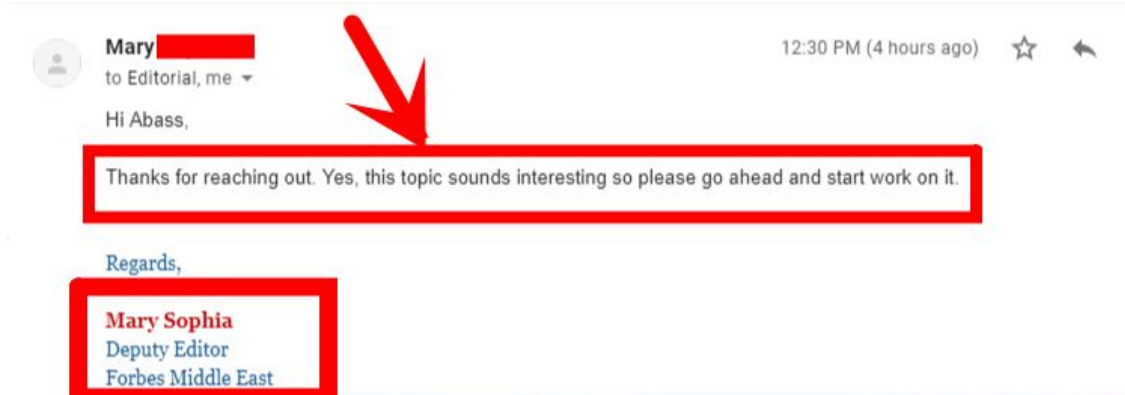 Mary
12:30 PM (4 hours ago)
to Editorial, me
Hi Abass,
Thanks for reaching out. Yes, this topic sounds interesting so please go ahead and start work on it.
Regards,
Mary Sophia
Deputy Editor
Forbes Middle East